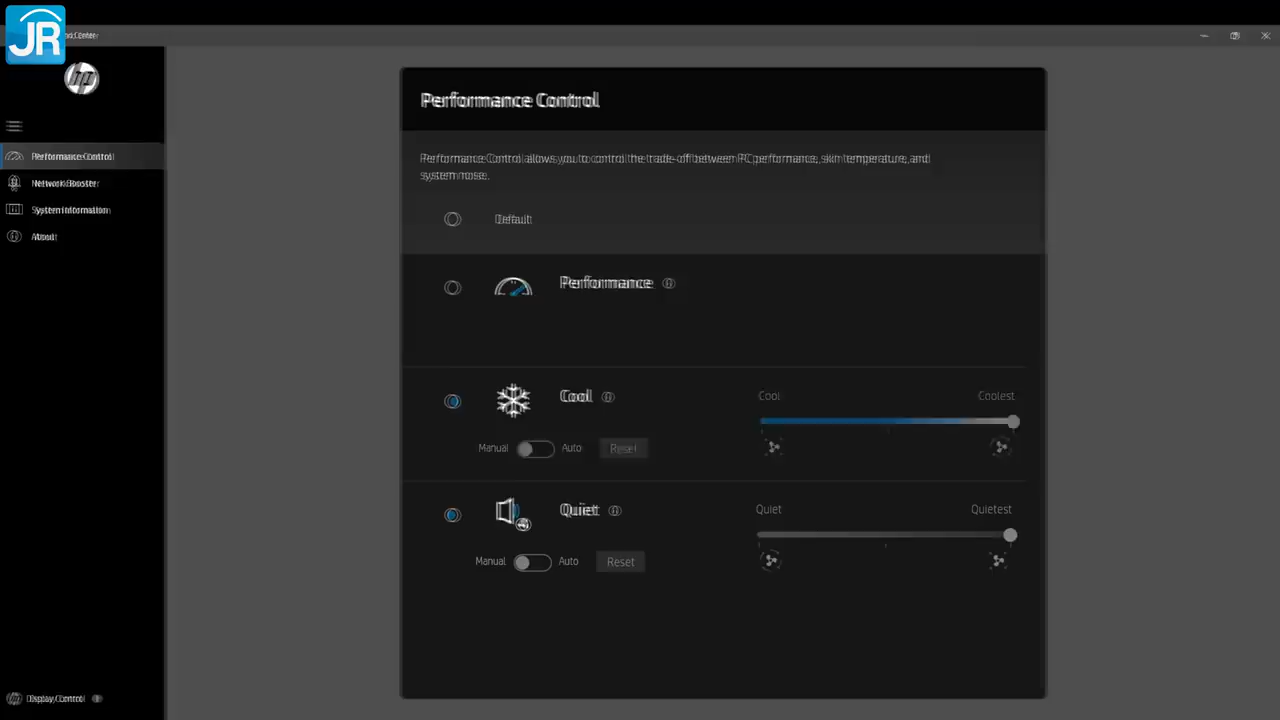 JR
Center
hp
Performance Control
Network Booster
System Information
About
Performance Control
Performance Control allows you to control the trade-off between PC performance, skin temperature, and
system noise.
Default
Performance
Cool
Cool
Coolest
Manual
Auto
Reset
Quiet
Quiet
Quietest
Manual
Auto
Reset
Display Control